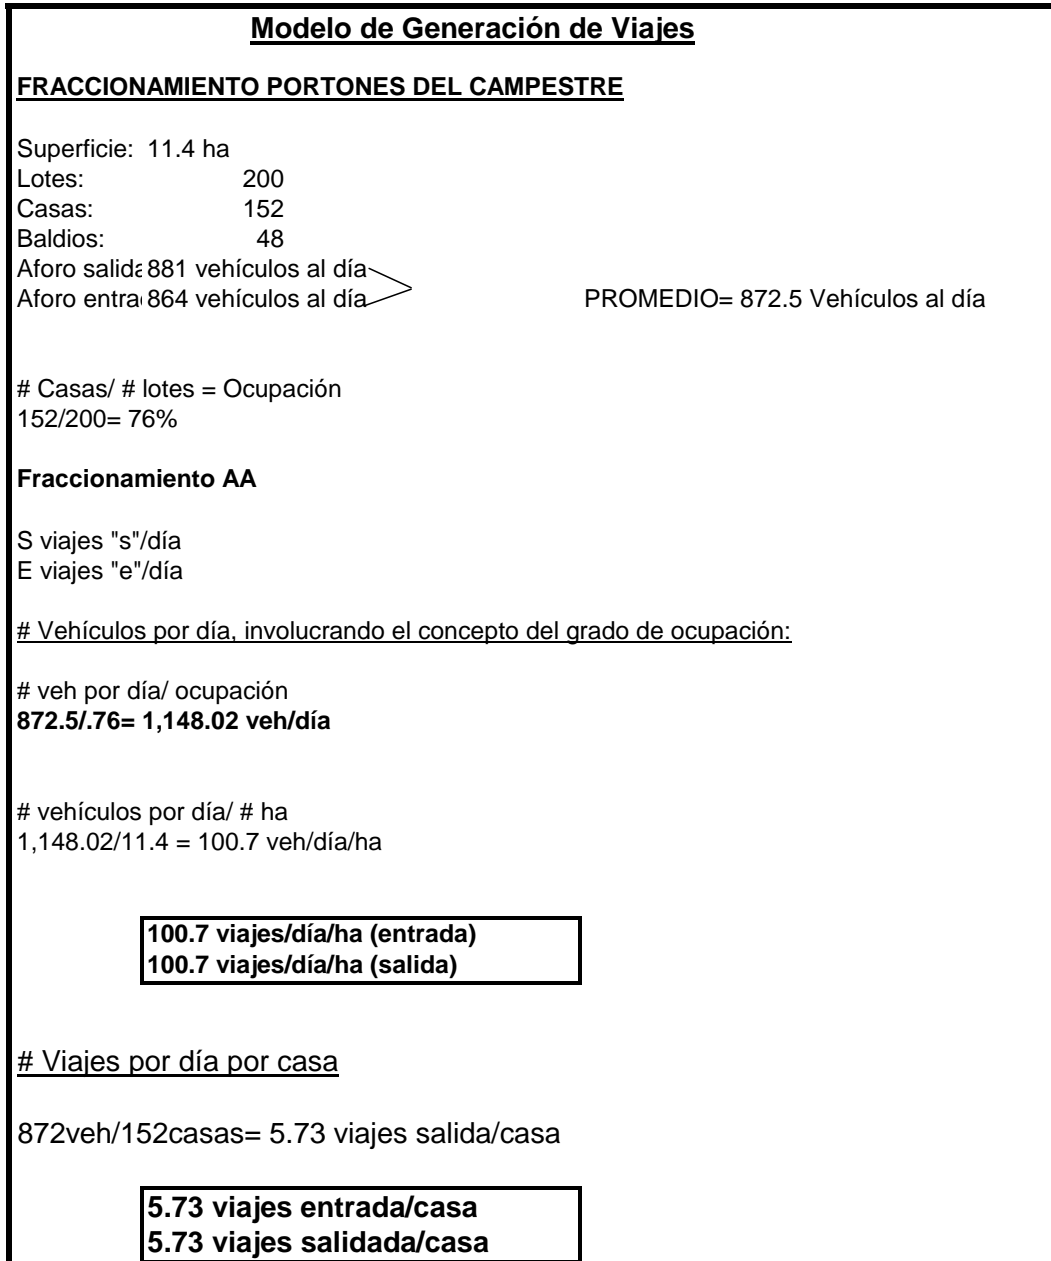 Modelo de Generación de Viajes
FRACCIONAMIENTO PORTONES DEL CAMPESTRE
Superficie: 11.4 ha
Lotes: 200
Casas: 152
Baldios: 48
Aforo salida 881 vehículos al día
Aforo entra 864 vehículos al día PROMEDIO= 872.5 Vehículos al día
# Casas/ # lotes = Ocupación
152/200= 76%
Fraccionamiento AA
S viajes "s"/día
E viajes "e"/día
# Vehículos por día, involucrando el concepto del grado de ocupación:
# veh por día/ ocupación
872.5/.76= 1,148.02 veh/día
# vehículos por día/ # ha
1,148.02/11.4 = 100.7 veh/día/ha
100.7 viajes/día/ha (entrada)
100.7 viajes/día/ha (salida)
# Viajes por día por casa
872veh/152casas= 5.73 viajes salida/casa
5.73 viajes entrada/casa
5.73 viajes salidada/casa